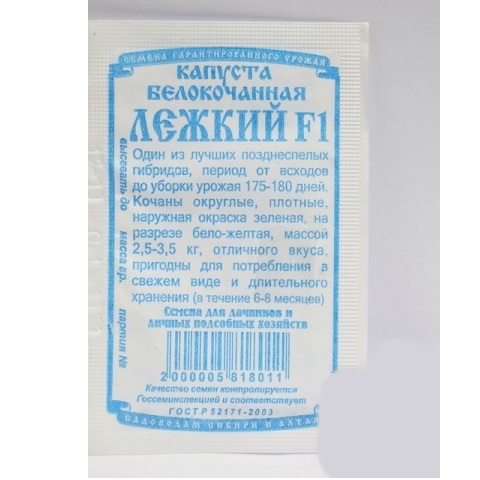 СЕМЕНА ГАРАНТИРОВАННОГО УРОЖАЯ
КАПУСТА
БЕЛОКОЧАННАЯ
ЛЕЖКИЙ F1
Один из лучших позднеспелых
гибридов, период от всходов
до уборки урожая 175-180 дней.
Кочаны округлые, плотные,
наружная окраска зеленая, на
разрезе бело-желтая, массой
2,5-3,5 кг, отличного вкуса,
пригодны для потребления в
свежем виде и длительного
хранения (в течение 6-8 месяцев)
Семена для дачников и
личных подсобных хозяйств
2000005818011
Качество семян контролируется
Госсеминспекцией и соответствует
ГОСТ Р 52171-2003
САДОВОДАМ СИБИРИ И АЛТАЯ
высевать до
масса гр.
партия №